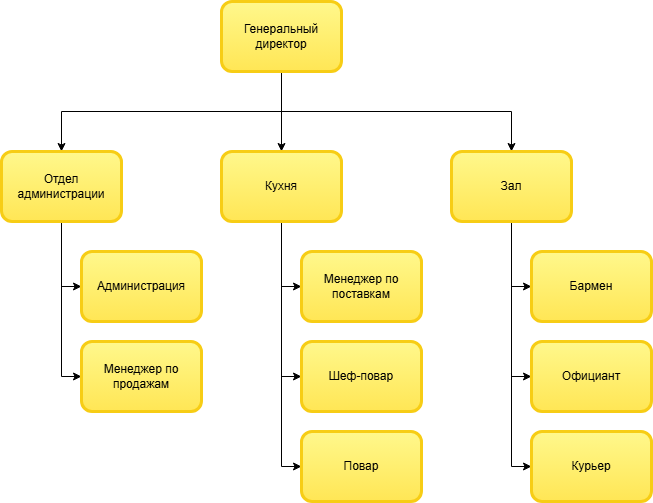 Генеральный
директор
Отдел
администрации
Кухня
Зал
Администрация
Менеджер по
продажам
Менеджер по
поставкам
Шеф-повар
Повар
Бармен
Официант
Курьер